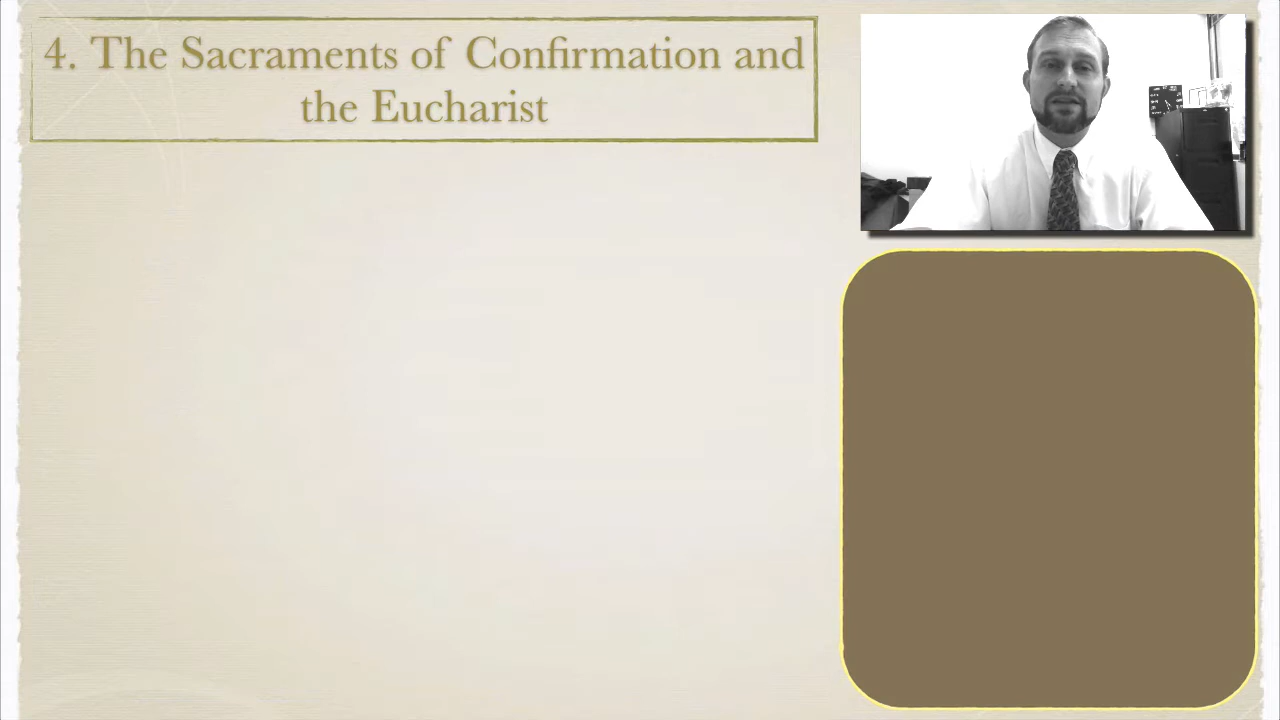 4. The Sacraments of Confirmation and
the Eucharist